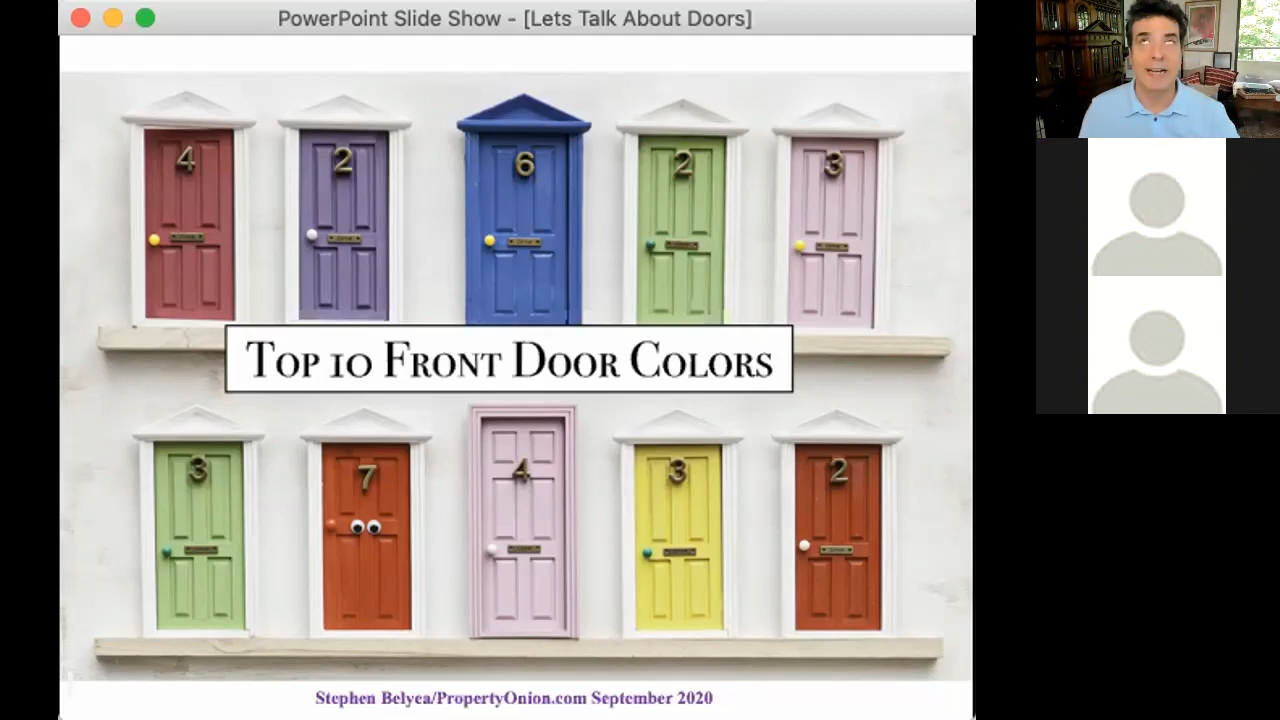 PowerPoint Slide Show - [Lets Talk About Doors]
4 2 6 2 3
Top 10 Front Door Colors
3 7 4 3 2
Stephen Belyea/PropertyOnion.com September 2020